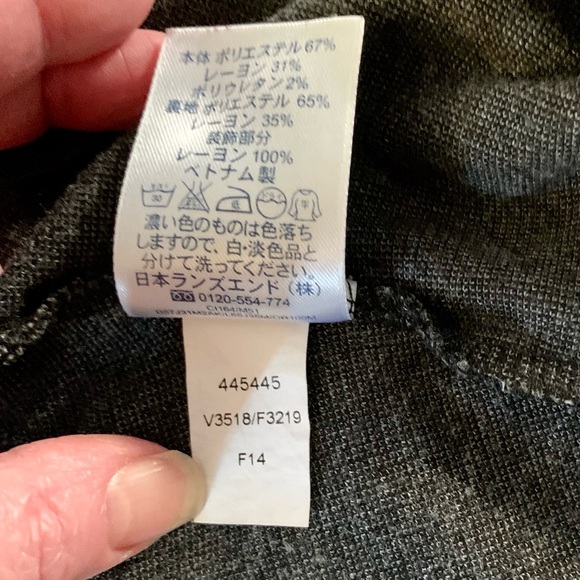 本体 ポリエステル 67%
レーヨン 31%
ポリウレタン 2%
裏地 ポリエステル 65%
レーヨン 35%
装飾部分
レーヨン 100%
ベトナム 製
濃い色のものは色落ち
しますので、白・淡色品と
分けて洗ってください。
日本ランズエンド (株)
0120-554-774
445445
V3518/F3219
F14